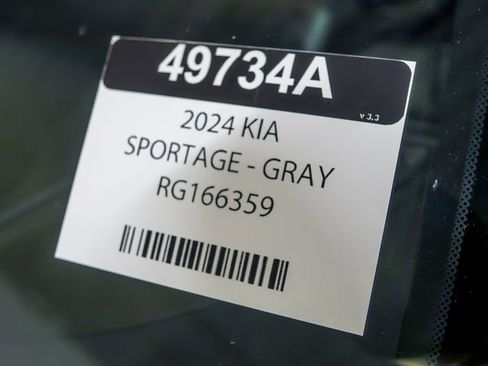 49734A
v 3.3
2024 KIA
SPORTAGE - GRAY
RG166359